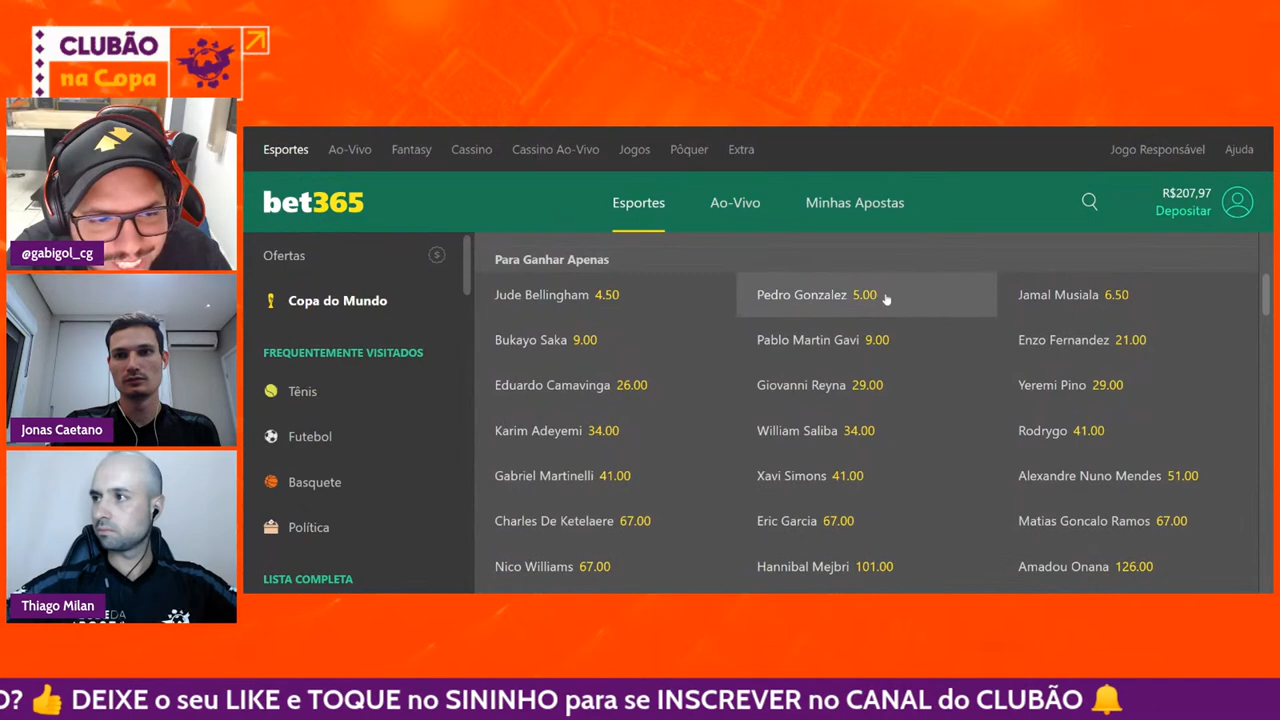 CLUBÃO
na Copa
@gabigol_cg
Jonas Caetano
Thiago Milan
Esportes Ao-Vivo Fantasy Cassino Cassino Ao-Vivo Jogos Pôquer Extra Jogo Responsável Ajuda
bet365 Esportes Ao-Vivo Minhas Apostas R$207,97
Depositar
Ofertas
Copa do Mundo
FREQUENTEMENTE VISITADOS
Tênis
Futebol
Basquete
Política
LISTA COMPLETA
Para Ganhar Apenas
Jude Bellingham 4.50 Pedro Gonzalez 5.00 Jamal Musiala 6.50
Bukayo Saka 9.00 Pablo Martin Gavi 9.00 Enzo Fernandez 21.00
Eduardo Camavinga 26.00 Giovanni Reyna 29.00 Yeremi Pino 29.00
Karim Adeyemi 34.00 William Saliba 34.00 Rodrygo 41.00
Gabriel Martinelli 41.00 Xavi Simons 41.00 Alexandre Nuno Mendes 51.00
Charles De Ketelaere 67.00 Eric Garcia 67.00 Matias Goncalo Ramos 67.00
Nico Williams 67.00 Hannibal Mejbri 101.00 Amadou Onana 126.00
O? 👍 DEIXE o seu LIKE e TOQUE no SININHO para se INSCREVER no CANAL do CLUBÃO 🔔